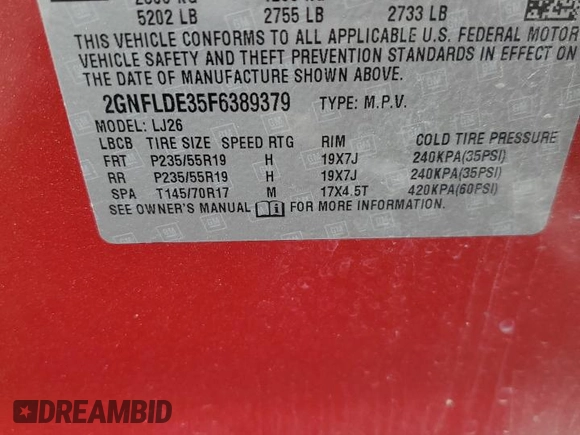 5202 LB 2755 LB 2733 LB
THIS VEHICLE CONFORMS TO ALL APPLICABLE U.S. FEDERAL MOTOR
VEHICLE SAFETY AND THEFT PREVENTION STANDARDS IN EFFECT ON
THE DATE OF MANUFACTURE SHOWN ABOVE.
2GNFLDE35F6389379 TYPE: M.P.V.
MODEL: LJ26
LBCB TIRE SIZE SPEED RTG RIM COLD TIRE PRESSURE
FRT P235/55R19 H 19X7J 240KPA(35PSI)
RR P235/55R19 H 19X7J 240KPA(35PSI)
SPA T145/70R17 M 17X4.5T 420KPA(60PSI)
SEE OWNER'S MANUAL FOR MORE INFORMATION.
DREAMBID